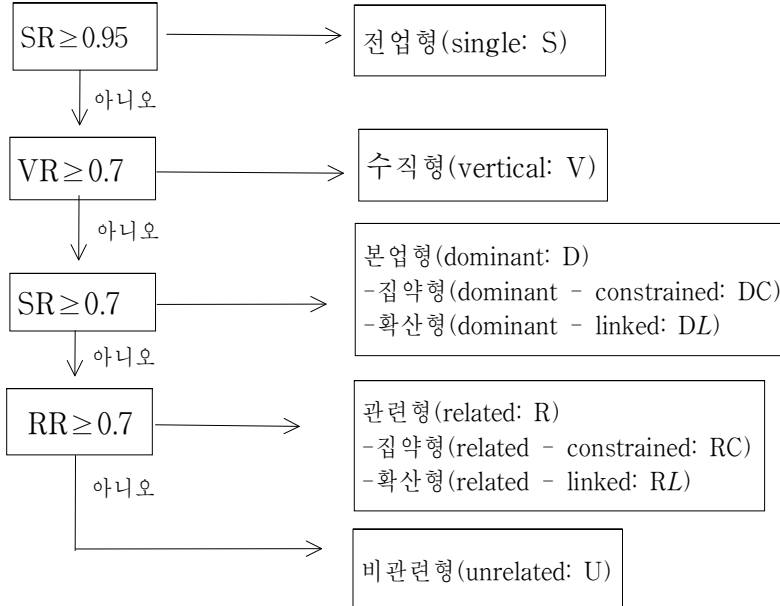 SR≥0.95
전업형(single: S)
아니오
VR≥0.7
수직형(vertical: V)
아니오
SR≥0.7
본업형(dominant: D)
-집약형(dominant - constrained: DC)
-확산형(dominant - linked: DL)
아니오
RR≥0.7
관련형(related: R)
-집약형(related - constrained: RC)
-확산형(related - linked: RL)
아니오
비관련형(unrelated: U)